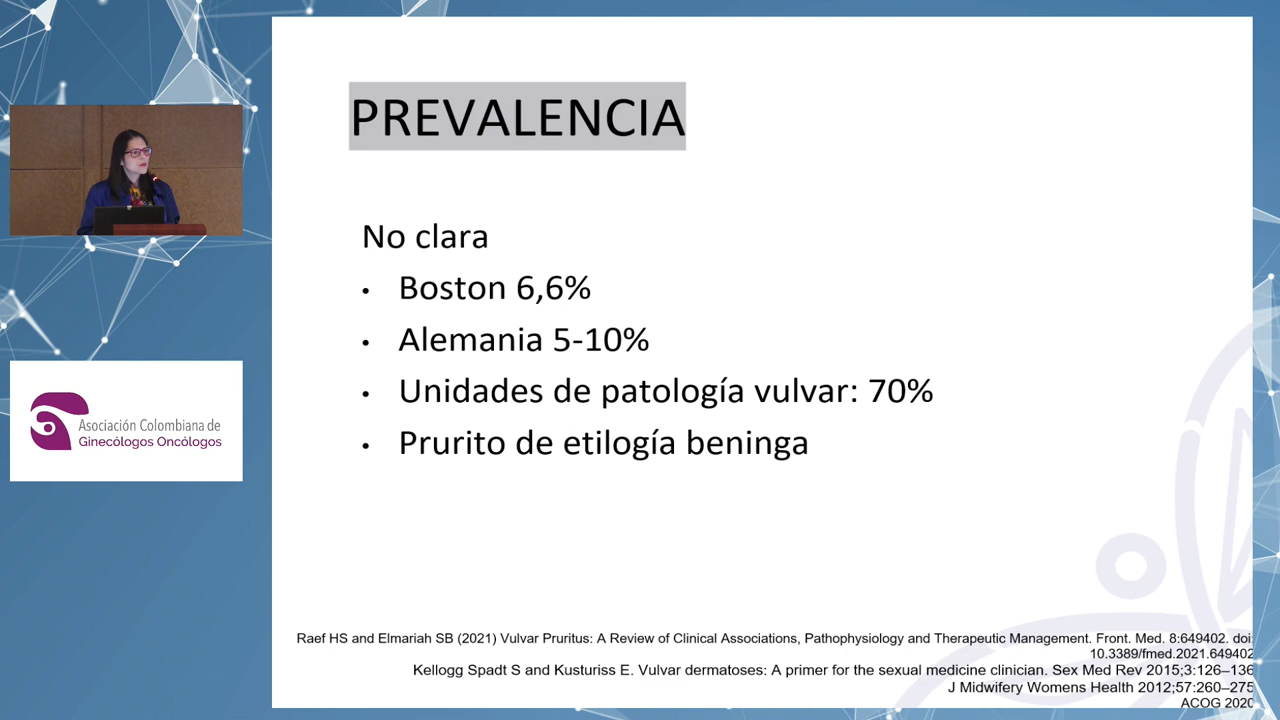 PREVALENCIA
No clara
• Boston 6,6%
• Alemania 5-10%
• Unidades de patología vulvar: 70%
• Prurito de etilogía beninga
Asociación Colombiana de
Ginecólogos Oncólogos
Raef HS and Elmariah SB (2021) Vulvar Pruritus: A Review of Clinical Associations, Pathophysiology and Therapeutic Management. Front. Med. 8:649402. doi:
10.3389/fmed.2021.649402
Kellogg Spadt S and Kusturiss E. Vulvar dermatoses: A primer for the sexual medicine clinician. Sex Med Rev 2015;3:126–136
J Midwifery Womens Health 2012;57:260–275
ACOG 2020